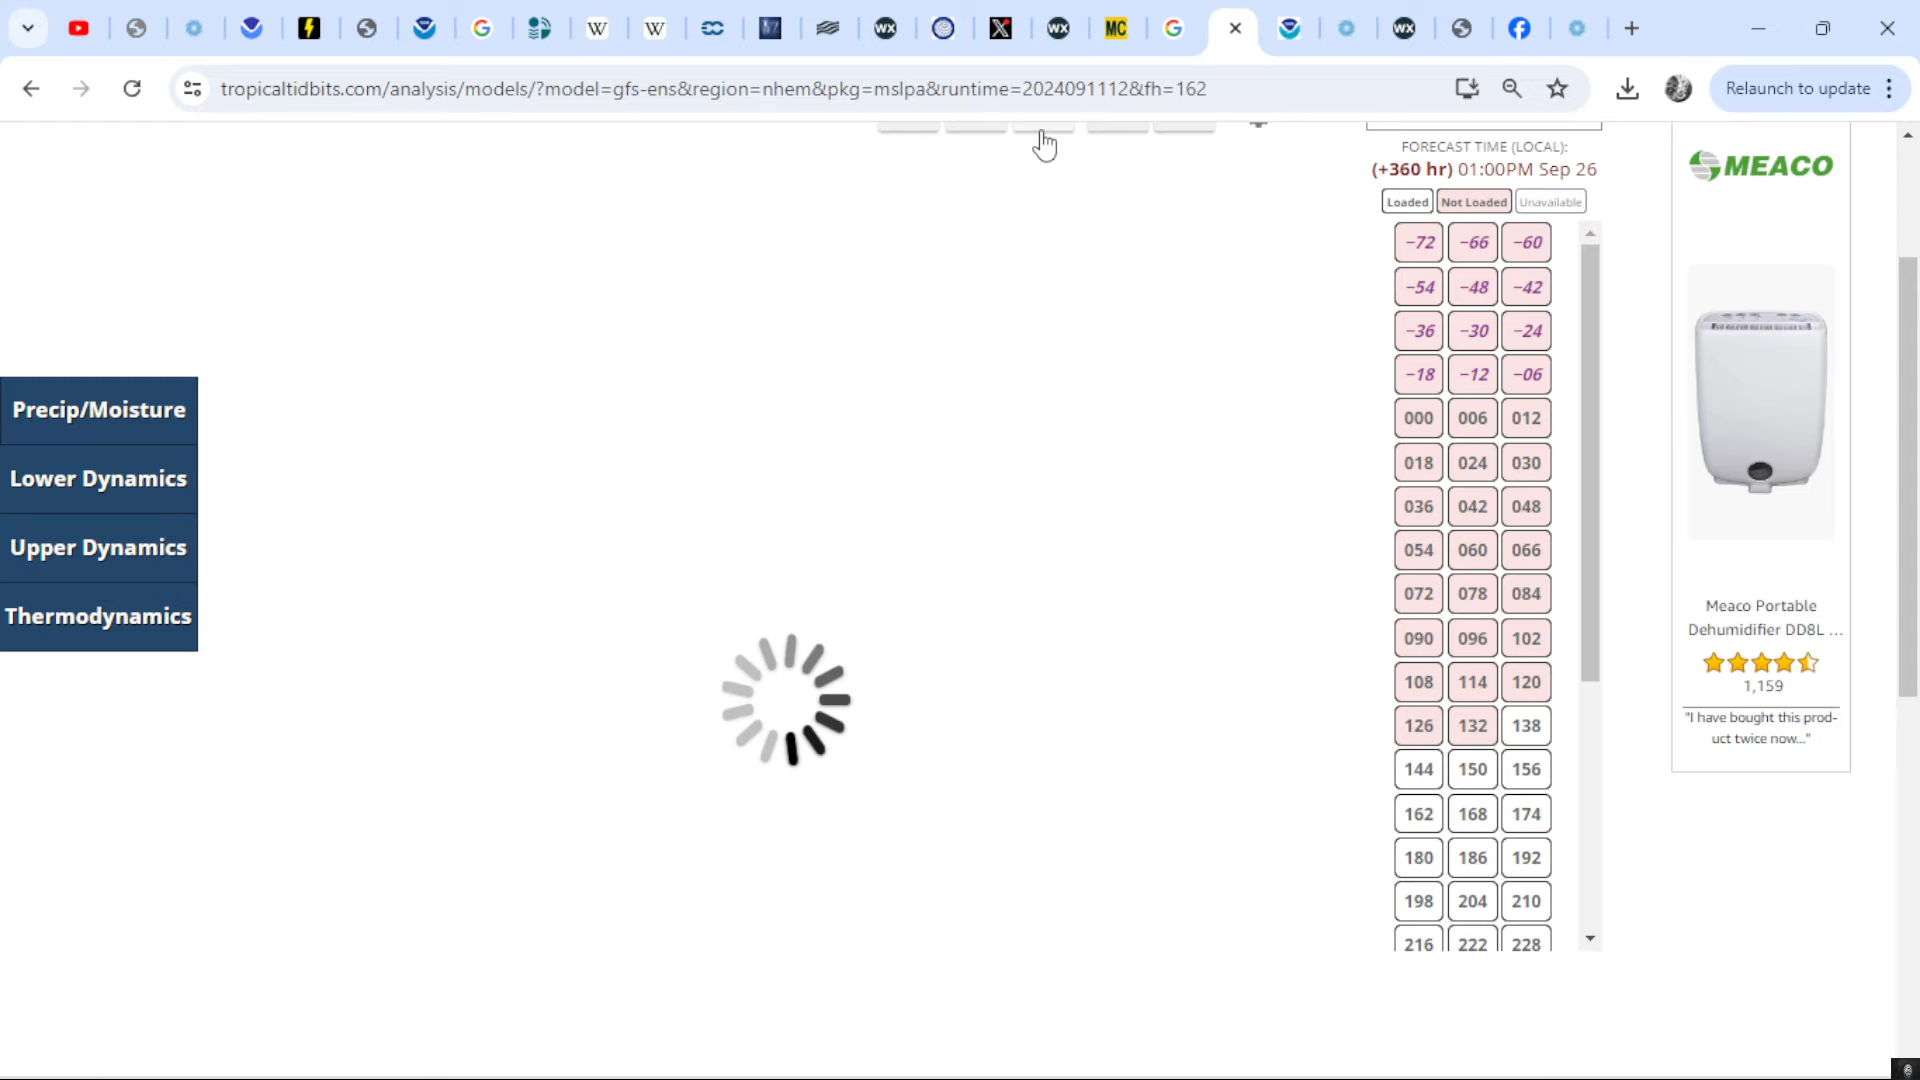 tropicaltidbits.com/analysis/models/?model=gfs-ens&region=nhem&pkg=mslpa&runtime=2024091112&fh=162
Relaunch to update
FORECAST TIME (LOCAL):
(+360 hr) 01:00PM Sep 26
Loaded Not Loaded Unavailable
−72 −66 −60
−54 −48 −42
−36 −30 −24
−18 −12 −06
000 006 012
018 024 030
036 042 048
054 060 066
072 078 084
090 096 102
108 114 120
126 132 138
144 150 156
162 168 174
180 186 192
198 204 210
216 222 228
Precip/Moisture
Lower Dynamics
Upper Dynamics
Thermodynamics
MEACO
Meaco Portable
Dehumidifier DD8L ...
1,159
"I have bought this prod-
uct twice now..."
W
W
WX
X
WX
MC
WX